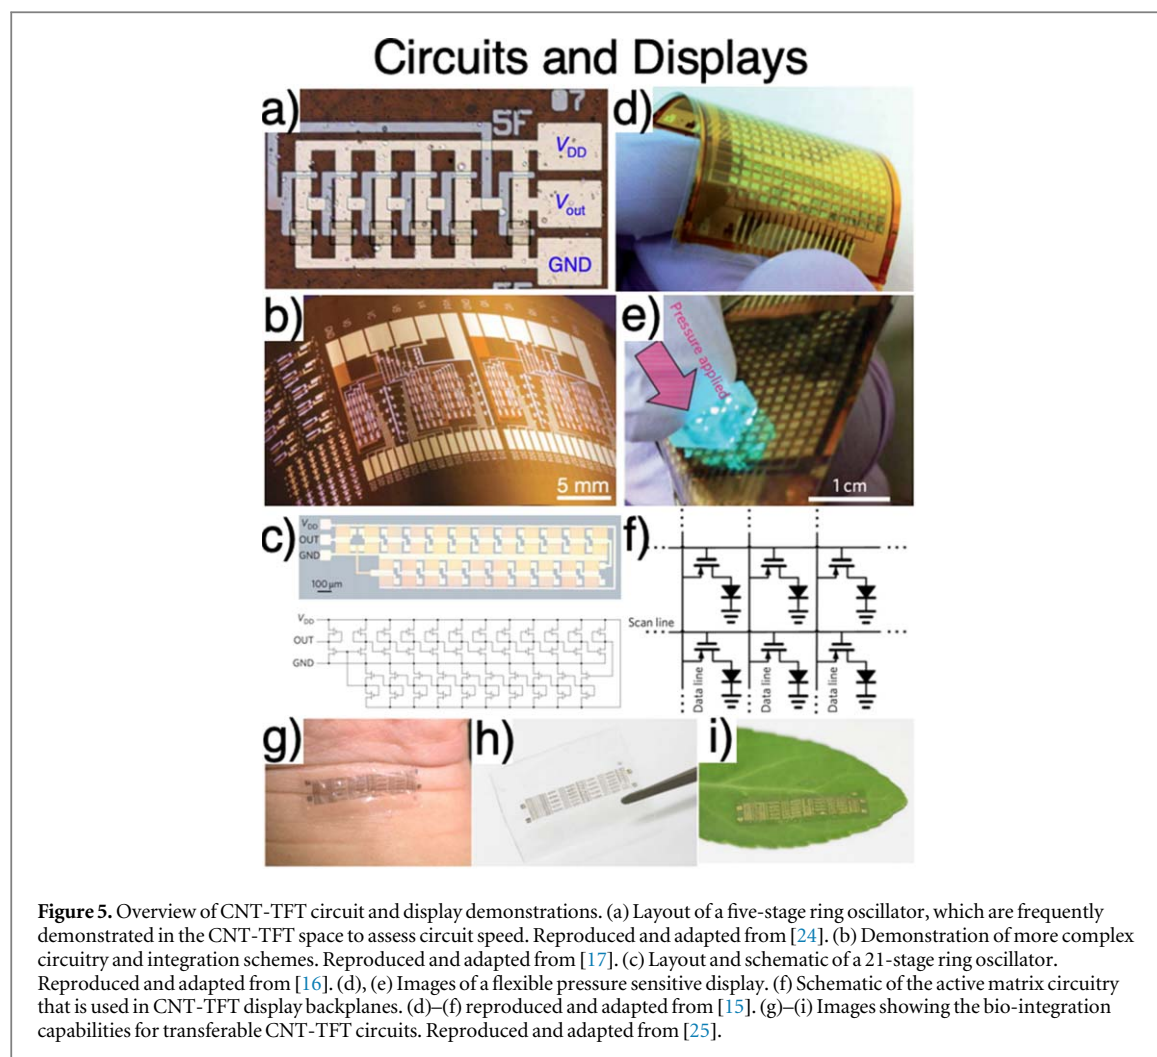 Circuits and Displays
a)
07
5F
V_DD
V_out
GND
d)
b)
5 mm
e)
Pressure applied
1 cm
c)
V_DD
OUT
GND
100 μm
V_DD
OUT
GND
f)
Scan line
Data line
Data line
Data line
g)
h)
i)
Figure 5. Overview of CNT-TFT circuit and display demonstrations. (a) Layout of a five-stage ring oscillator, which are frequently
demonstrated in the CNT-TFT space to assess circuit speed. Reproduced and adapted from [24]. (b) Demonstration of more complex
circuitry and integration schemes. Reproduced and adapted from [17]. (c) Layout and schematic of a 21-stage ring oscillator.
Reproduced and adapted from [16]. (d), (e) Images of a flexible pressure sensitive display. (f) Schematic of the active matrix circuitry
that is used in CNT-TFT display backplanes. (d)–(f) reproduced and adapted from [15]. (g)–(i) Images showing the bio-integration
capabilities for transferable CNT-TFT circuits. Reproduced and adapted from [25].